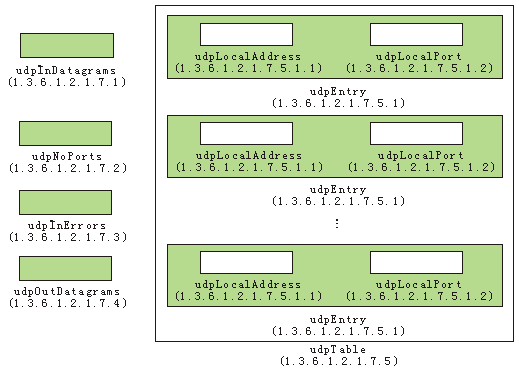 udpInDatagrams
(1.3.6.1.2.1.7.1)
udpNoPorts
(1.3.6.1.2.1.7.2)
udpInErrors
(1.3.6.1.2.1.7.3)
udpOutDatagrams
(1.3.6.1.2.1.7.4)
udpLocalAddress
(1.3.6.1.2.1.7.5.1.1)
udpLocalPort
(1.3.6.1.2.1.7.5.1.2)
udpEntry
(1.3.6.1.2.1.7.5.1)
udpLocalAddress
(1.3.6.1.2.1.7.5.1.1)
udpLocalPort
(1.3.6.1.2.1.7.5.1.2)
udpEntry
(1.3.6.1.2.1.7.5.1)
⋮
udpLocalAddress
(1.3.6.1.2.1.7.5.1.1)
udpLocalPort
(1.3.6.1.2.1.7.5.1.2)
udpEntry
(1.3.6.1.2.1.7.5.1)
udpTable
(1.3.6.1.2.1.7.5)